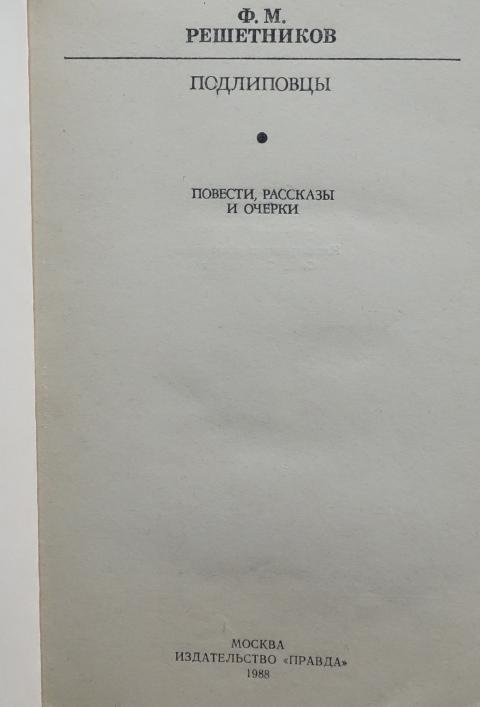 Ф. М.
РЕШЕТНИКОВ
ПОДЛИПОВЦЫ
•
ПОВЕСТИ, РАССКАЗЫ
И ОЧЕРКИ
МОСКВА
ИЗДАТЕЛЬСТВО «ПРАВДА»
1988